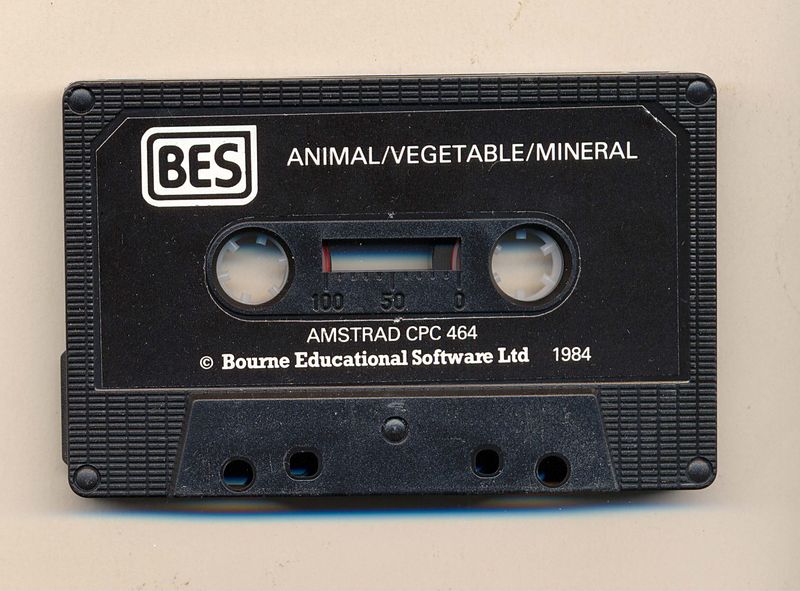 BES
ANIMAL/VEGETABLE/MINERAL
100 50 0
AMSTRAD CPC 464
© Bourne Educational Software Ltd 1984